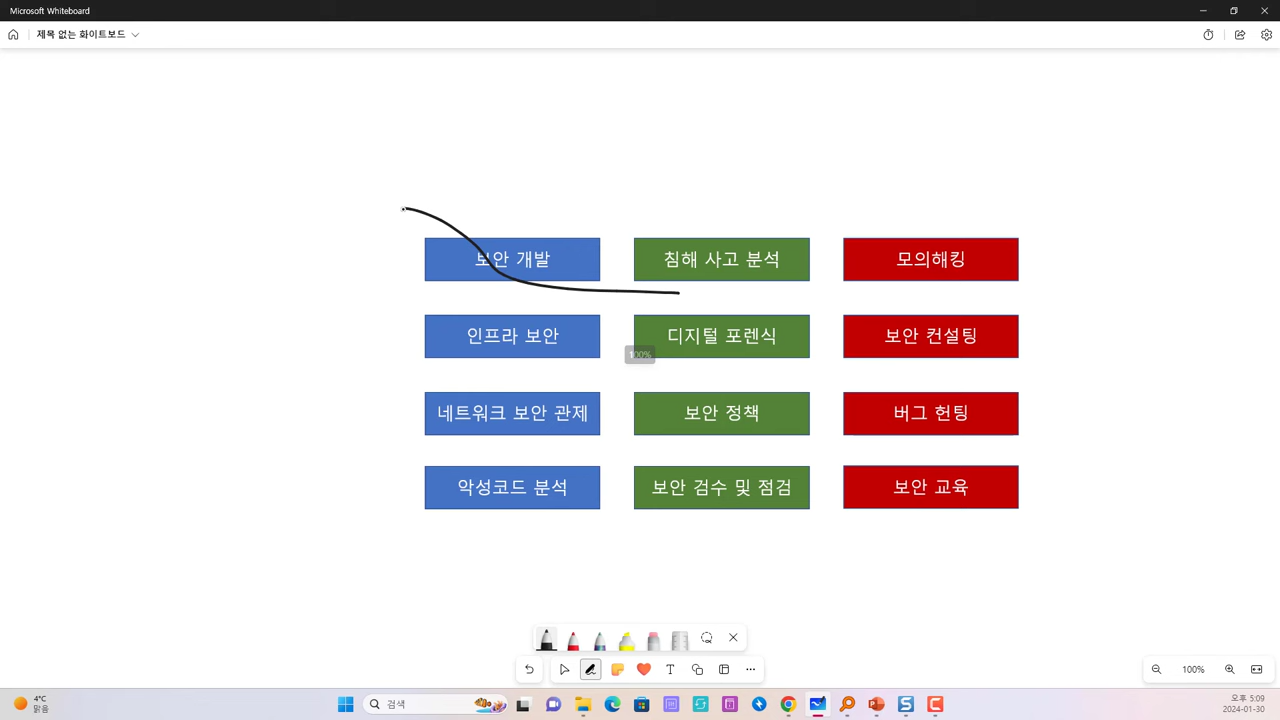 Microsoft Whiteboard
제목 없는 화이트보드
보안 개발 침해 사고 분석 모의해킹
인프라 보안 디지털 포렌식 보안 컨설팅
100%
네트워크 보안 관제 보안 정책 버그 헌팅
악성코드 분석 보안 검수 및 점검 보안 교육
100%
4°C
맑음
검색
오후 5:09
2024-01-30